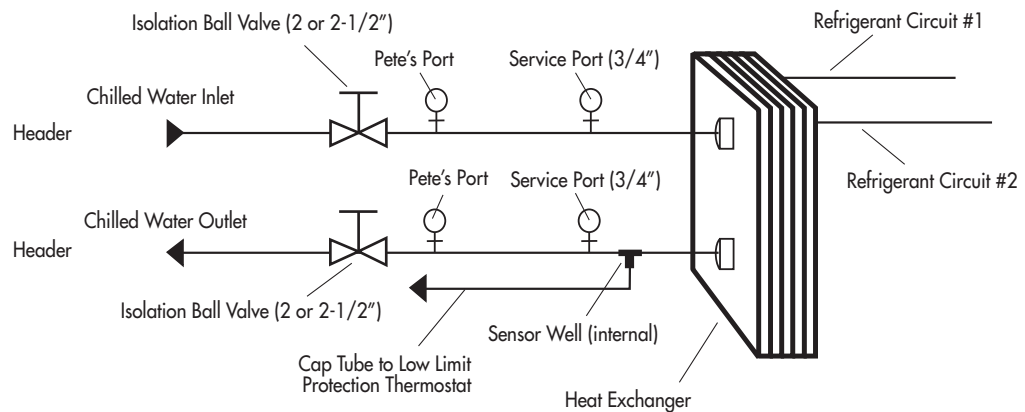 Isolation Ball Valve (2 or 2-1/2”)
Refrigerant Circuit #1
Pete’s Port
Service Port (3/4”)
Chilled Water Inlet
Header
Refrigerant Circuit #2
Pete’s Port
Service Port (3/4”)
Chilled Water Outlet
Header
Isolation Ball Valve (2 or 2-1/2”)
Sensor Well (internal)
Cap Tube to Low Limit
Protection Thermostat
Heat Exchanger